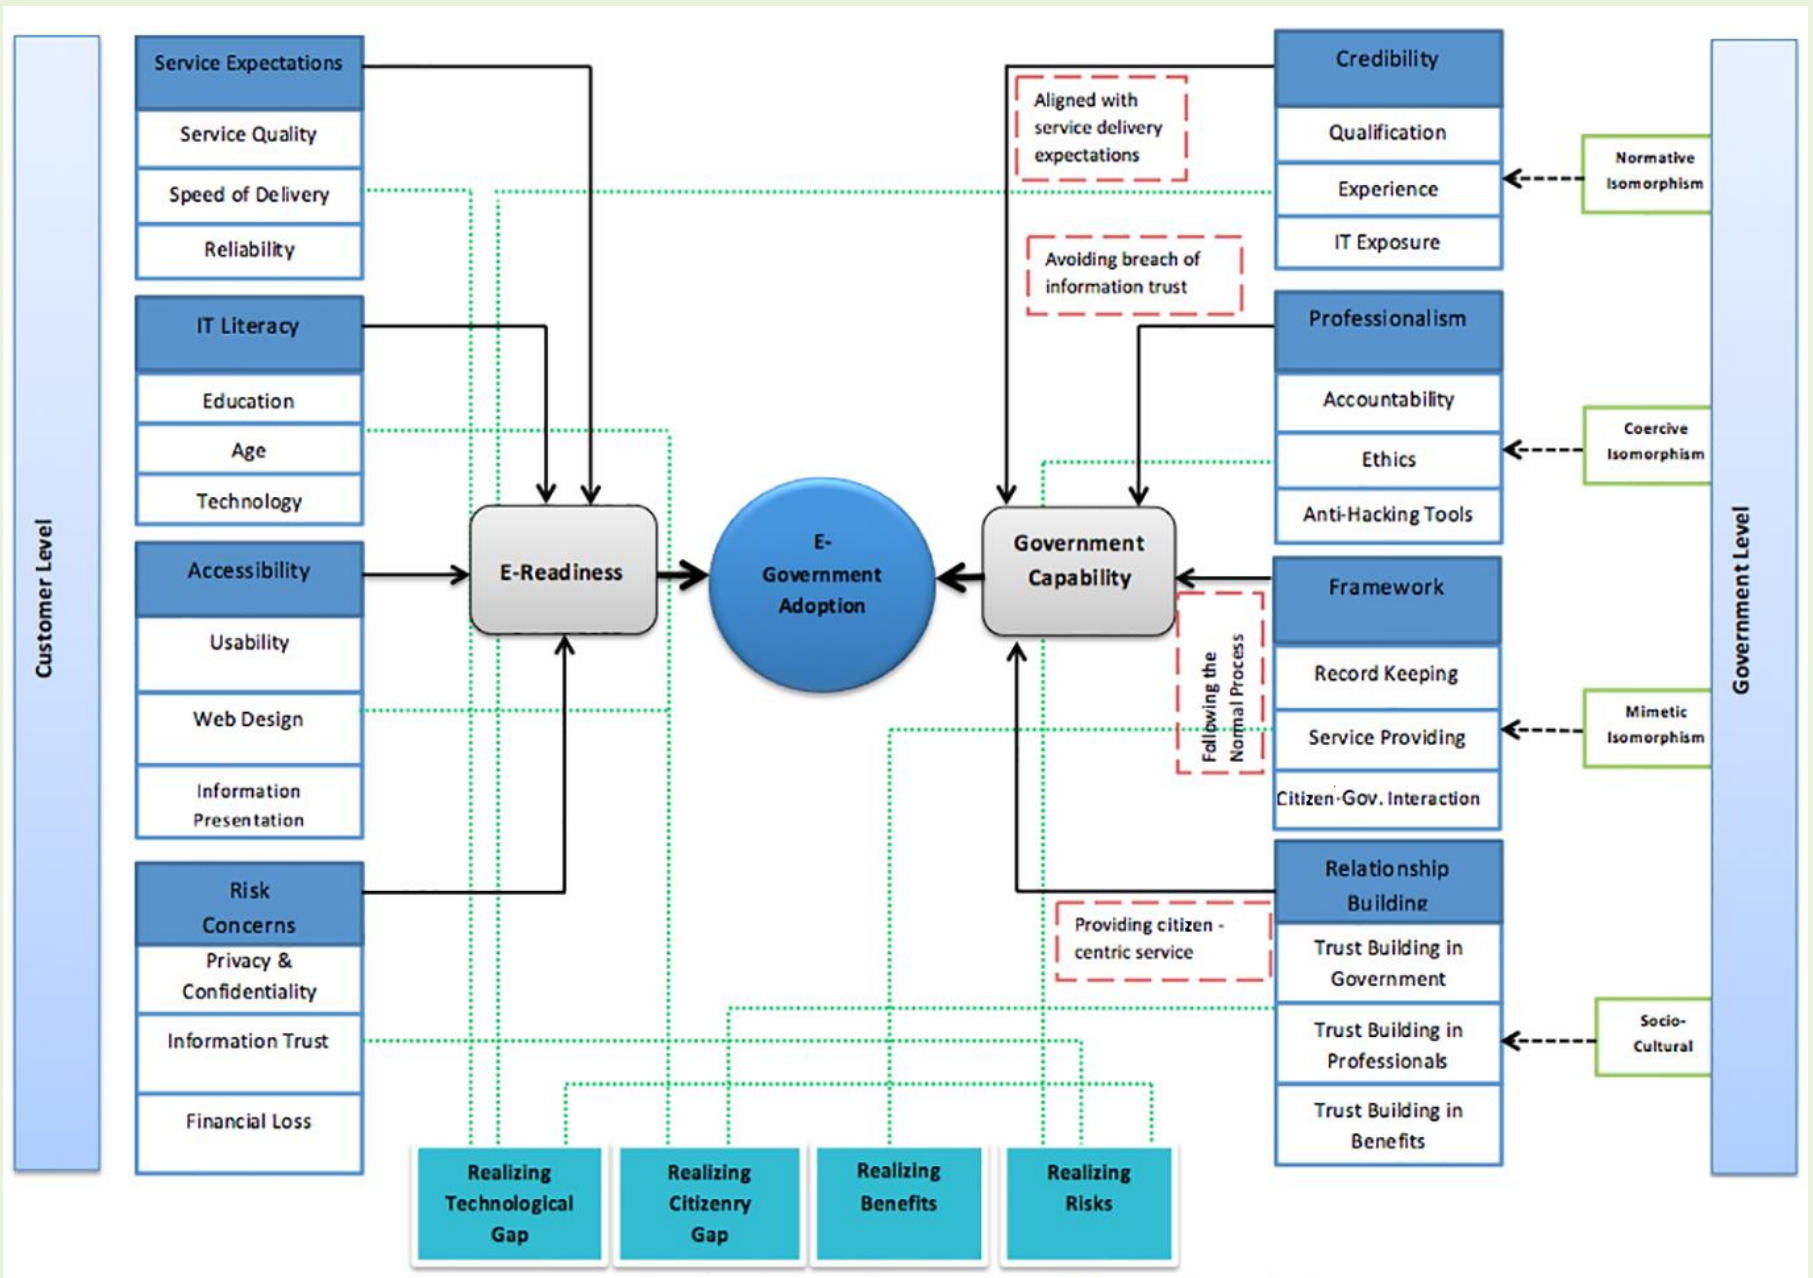 Customer Level
Service Expectations
Service Quality
Speed of Delivery
Reliability
IT Literacy
Education
Age
Technology
Accessibility
Usability
Web Design
Information
Presentation
Risk
Concerns
Privacy &
Confidentiality
Information Trust
Financial Loss
E-Readiness
E-
Government
Adoption
Government
Capability
Aligned with
service delivery
expectations
Avoiding breach of
information trust
Following the
Normal Process
Providing citizen -
centric service
Credibility
Qualification
Experience
IT Exposure
Professionalism
Accountability
Ethics
Anti-Hacking Tools
Framework
Record Keeping
Service Providing
Citizen-Gov. Interaction
Relationship
Building
Trust Building in
Government
Trust Building in
Professionals
Trust Building in
Benefits
Normative
Isomorphism
Coercive
Isomorphism
Mimetic
Isomorphism
Socio-
Cultural
Government Level
Realizing
Technological
Gap
Realizing
Citizenry
Gap
Realizing
Benefits
Realizing
Risks